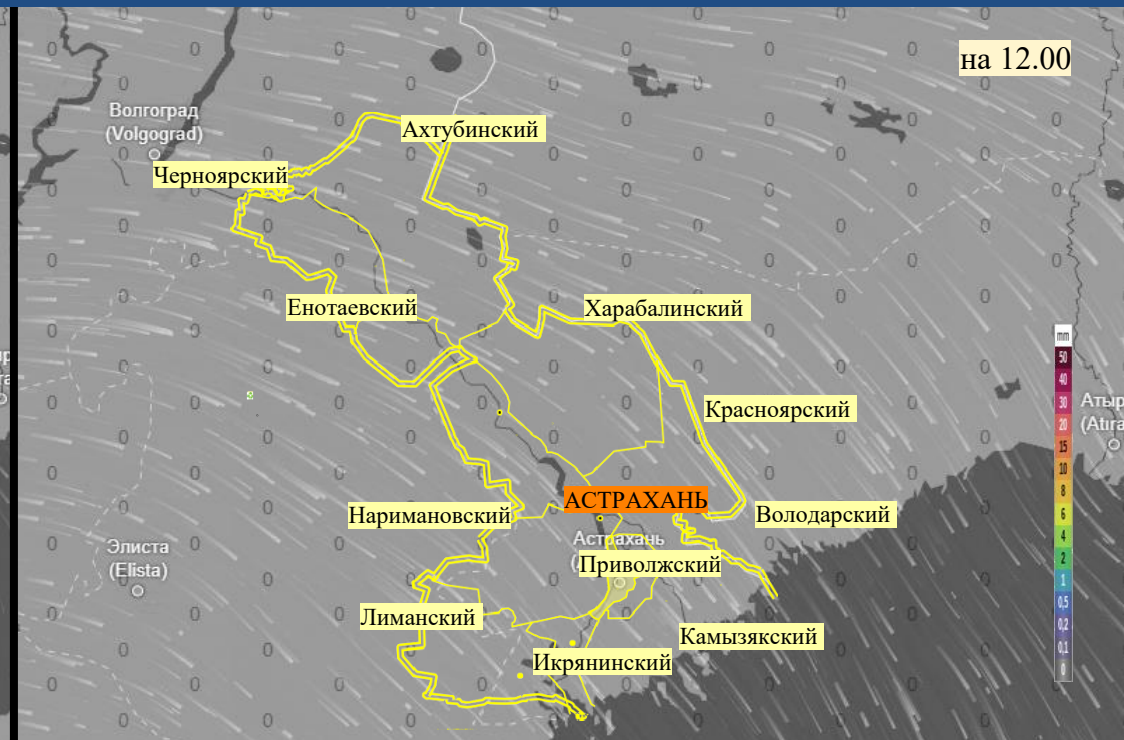 на 12.00
Волгоград
(Volgograd)
Ахтубинский
Черноярский
Енотаевский
Харабалинский
mm
50
40
30
20
15
10
8
6
4
2
1
0,5
0,2
0,1
0
Красноярский
АСТРАХАНЬ
Наримановский
Володарский
Элиста
(Elista)
Астрахань
Приволжский
Лиманский
Камызякский
Икрянинский